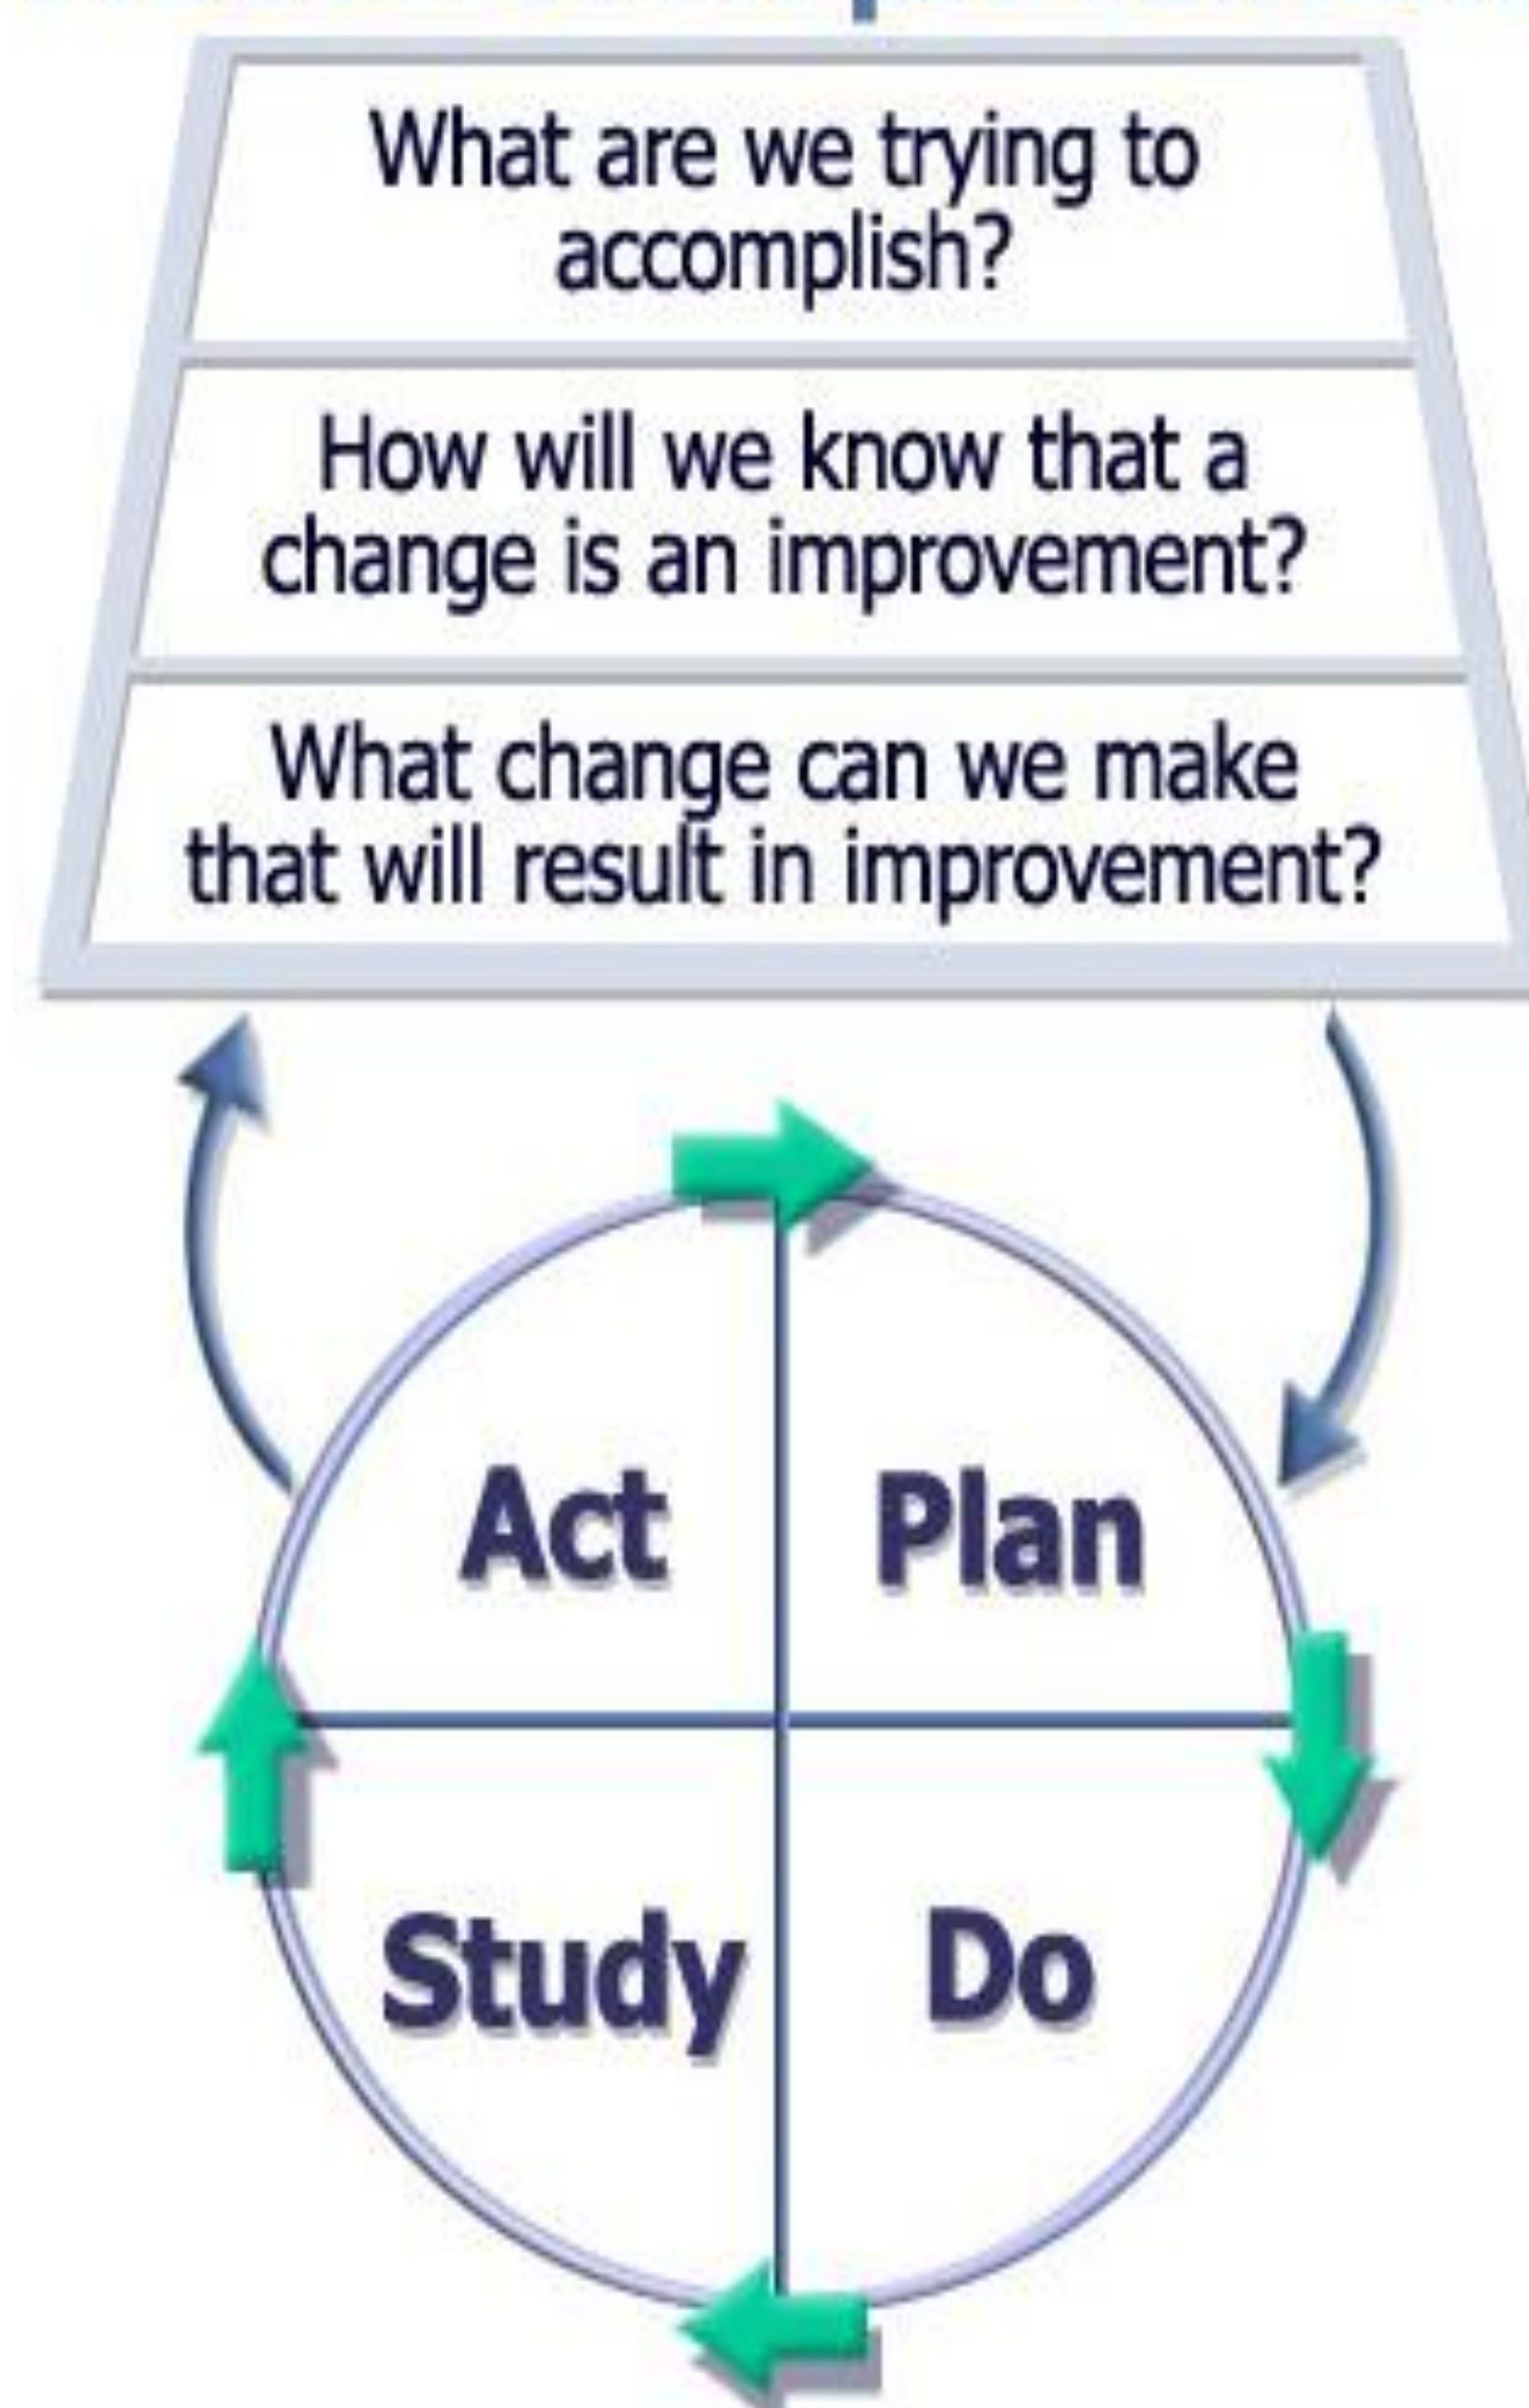 What are we trying to
accomplish?
How will we know that a
change is an improvement?
What change can we make
that will result in improvement?
Act
Plan
Study
Do